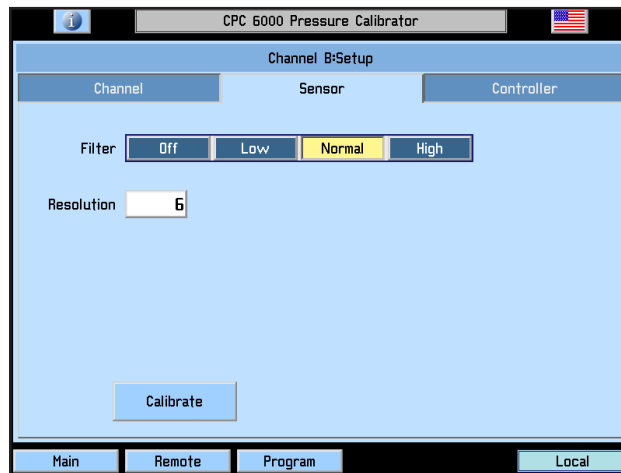 i CPC 6000 Pressure Calibrator
Channel B:Setup
Channel Sensor Controller
Filter Off Low Normal High
Resolution 6
Calibrate
Main Remote Program Local